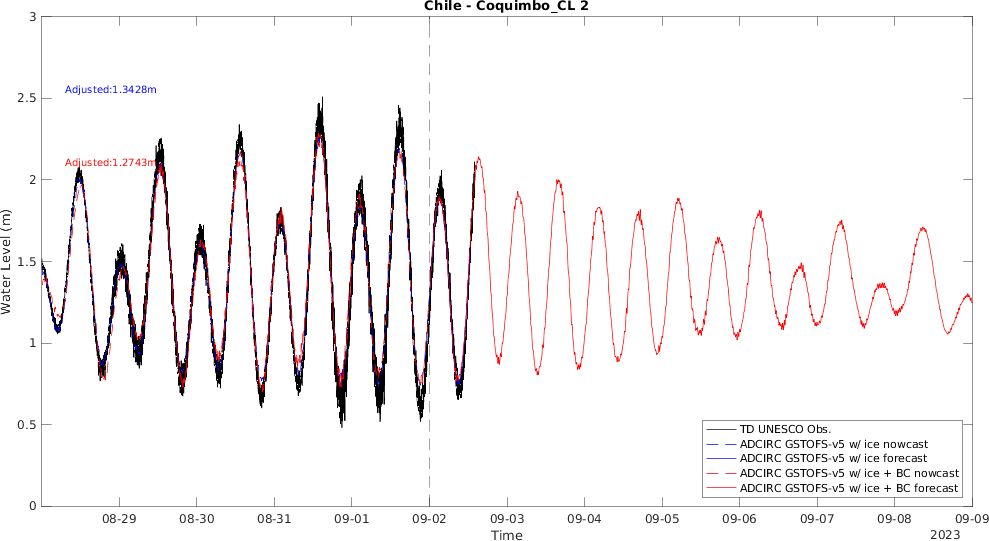 Chile - Coquimbo_CL 2
3
2.5
2
1.5
1
0.5
0
Water Level (m)
Adjusted:1.3428m
Adjusted:1.2743m
TD UNESCO Obs.
ADCIRC GSTOFS-v5 w/ ice nowcast
ADCIRC GSTOFS-v5 w/ ice forecast
ADCIRC GSTOFS-v5 w/ ice + BC nowcast
ADCIRC GSTOFS-v5 w/ ice + BC forecast
08-29 08-30 08-31 09-01 09-02 09-03 09-04 09-05 09-06 09-07 09-08 09-09
Time
2023